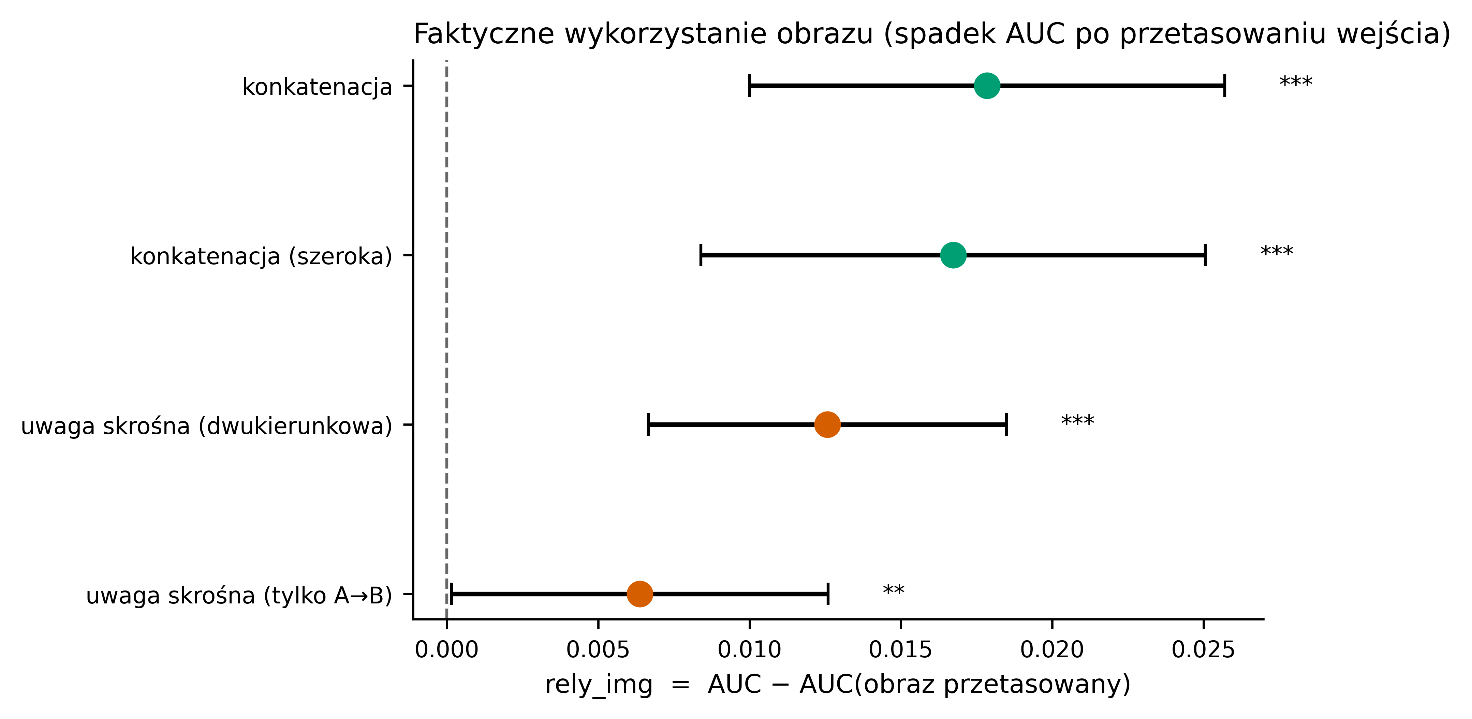 Faktyczne wykorzystanie obrazu (spadek AUC po przetasowaniu wejścia)
konkatenacja
***
konkatenacja (szeroka)
***
uwaga skrośna (dwukierunkowa)
***
uwaga skrośna (tylko A→B)
**
0.000 0.005 0.010 0.015 0.020 0.025
rely_img = AUC − AUC(obraz przetasowany)